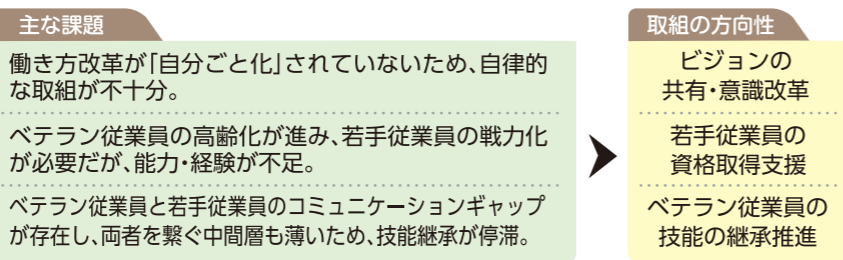 主な課題
働き方改革が「自分ごと化」されていないため、自律的
な取組が不十分。
ベテラン従業員の高齢化が進み、若手従業員の戦力化
が必要だが、能力・経験が不足。
ベテラン従業員と若手従業員のコミュニケーションギャップ
が存在し、両者を繋ぐ中間層も薄いため、技能継承が停滞。
取組の方向性
ビジョンの
共有・意識改革
若手従業員の
資格取得支援
ベテラン従業員の
技能の継承推進